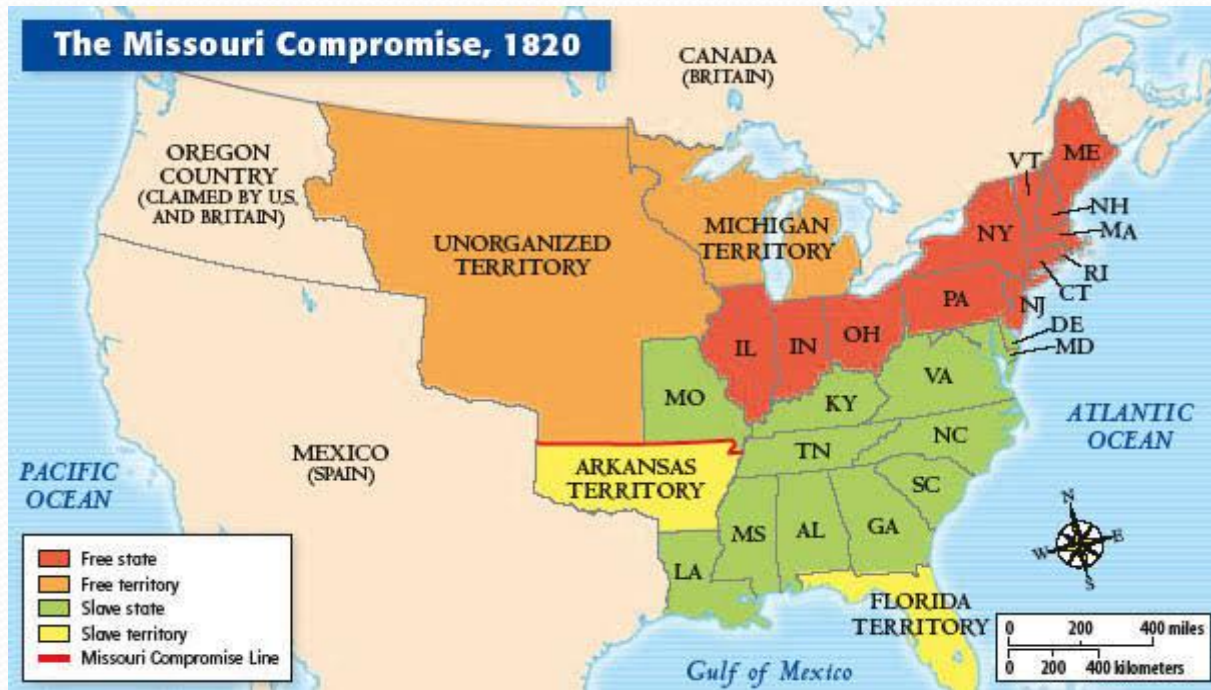 The Missouri Compromise, 1820
CANADA
(BRITAIN)
OREGON
COUNTRY
(CLAIMED BY U.S.
AND BRITAIN)
UNORGANIZED
TERRITORY
MICHIGAN
TERRITORY
VT
ME
NH
MA
NY
RI
CT
PA
NJ
DE
MD
IL
IN
OH
MO
KY
VA
ATLANTIC
OCEAN
TN
NC
MEXICO
(SPAIN)
ARKANSAS
TERRITORY
PACIFIC
OCEAN
SC
MS
AL
GA
LA
N
W
E
S
FLORIDA
TERRITORY
Gulf of Mexico
Free state
Free territory
Slave state
Slave territory
Missouri Compromise Line
0 200 400 miles
0 200 400 kilometers